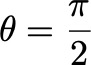 θ = π/2